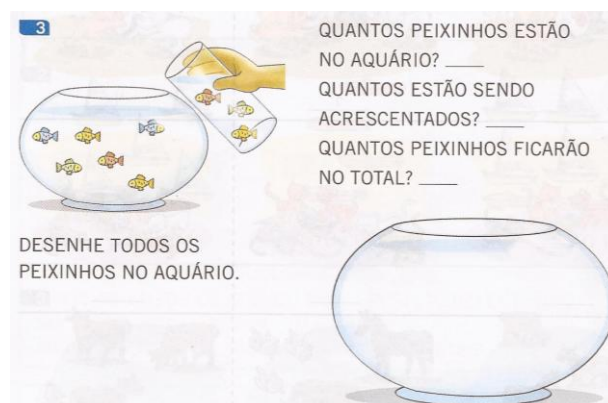 3
QUANTOS PEIXINHOS ESTÃO
NO AQUÁRIO? ____
QUANTOS ESTÃO SENDO
ACRESCENTADOS? ____
QUANTOS PEIXINHOS FICARÃO
NO TOTAL? ____
DESENHE TODOS OS
PEIXINHOS NO AQUÁRIO.